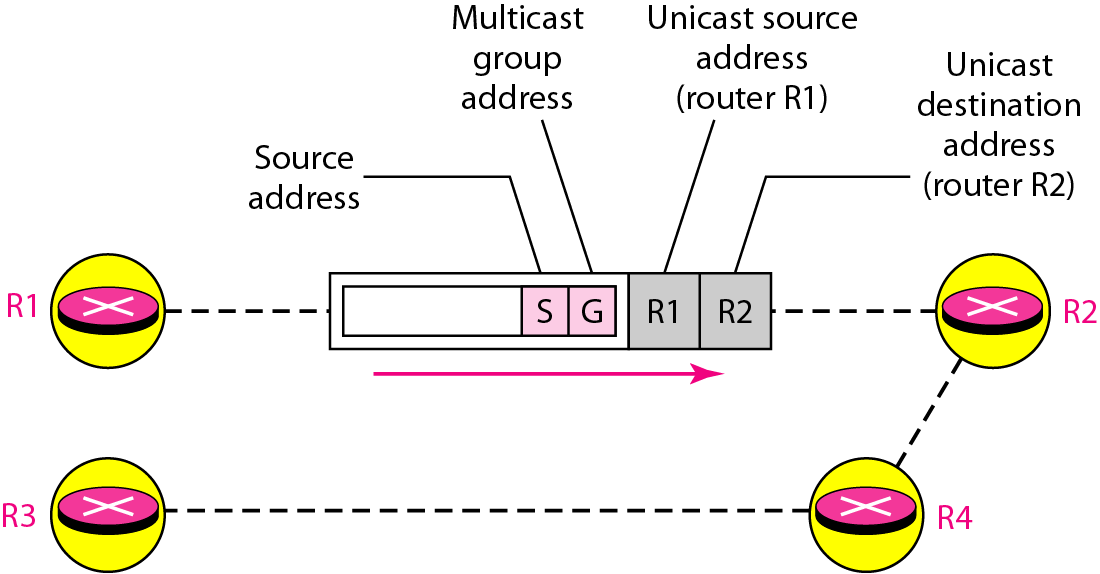 Multicast
group
address
Unicast source
address
(router R1)
Unicast
destination
address
(router R2)
Source
address
R1
S G R1 R2
R2
R3
R4